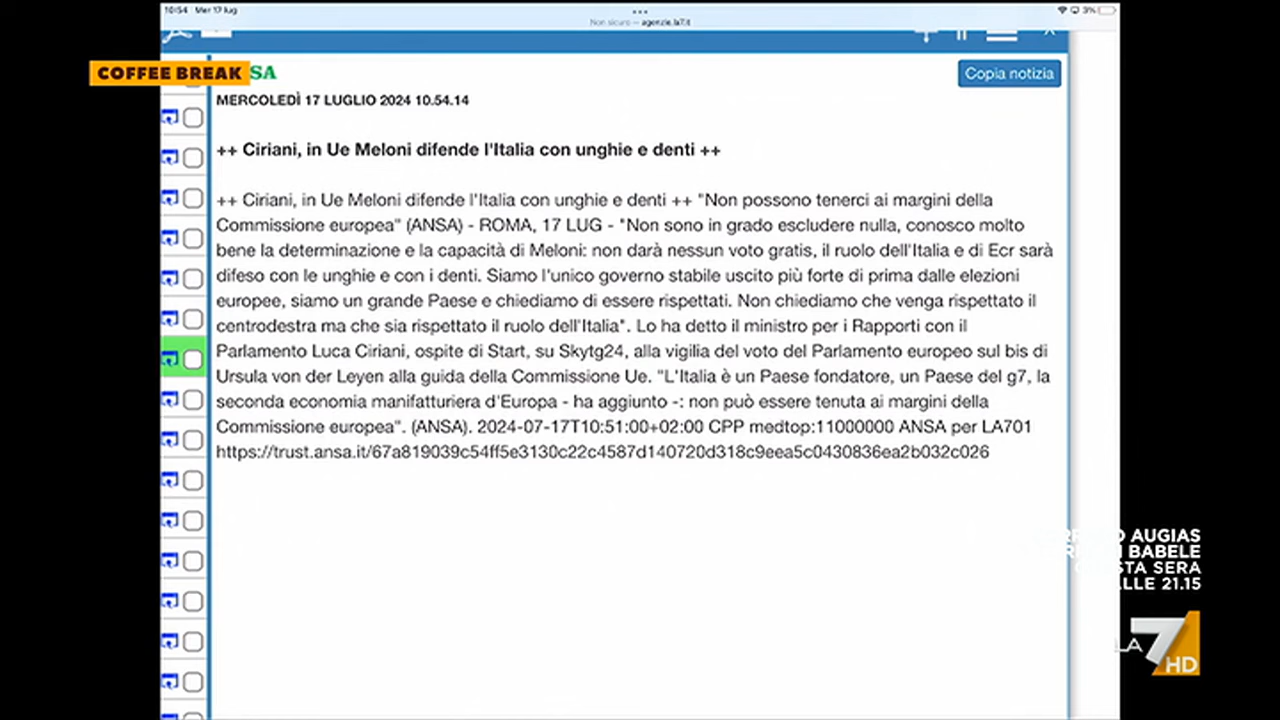 10:54 Mer 17 lug
Non sicuro — agenzie.la7.it
3%
COFFEE BREAK
SA
Copia notizia
MERCOLEDÌ 17 LUGLIO 2024 10.54.14
++ Ciriani, in Ue Meloni difende l'Italia con unghie e denti ++
++ Ciriani, in Ue Meloni difende l'Italia con unghie e denti ++ "Non possono tenerci ai margini della
Commissione europea" (ANSA) - ROMA, 17 LUG - "Non sono in grado escludere nulla, conosco molto
bene la determinazione e la capacità di Meloni: non darà nessun voto gratis, il ruolo dell'Italia e di Ecr sarà
difeso con le unghie e con i denti. Siamo l'unico governo stabile uscito più forte di prima dalle elezioni
europee, siamo un grande Paese e chiediamo di essere rispettati. Non chiediamo che venga rispettato il
centrodestra ma che sia rispettato il ruolo dell'Italia". Lo ha detto il ministro per i Rapporti con il
Parlamento Luca Ciriani, ospite di Start, su Skytg24, alla vigilia del voto del Parlamento europeo sul bis di
Ursula von der Leyen alla guida della Commissione Ue. "L'Italia è un Paese fondatore, un Paese del g7, la
seconda economia manifatturiera d'Europa - ha aggiunto -: non può essere tenuta ai margini della
Commissione europea". (ANSA). 2024-07-17T10:51:00+02:00 CPP medtop:11000000 ANSA per LA701
https://trust.ansa.it/67a819039c54ff5e3130c22c4587d140720d318c9eea5c0430836ea2b032c026
AUGIAS
BABELE
SERA
ALLE 21.15
LA7
HD